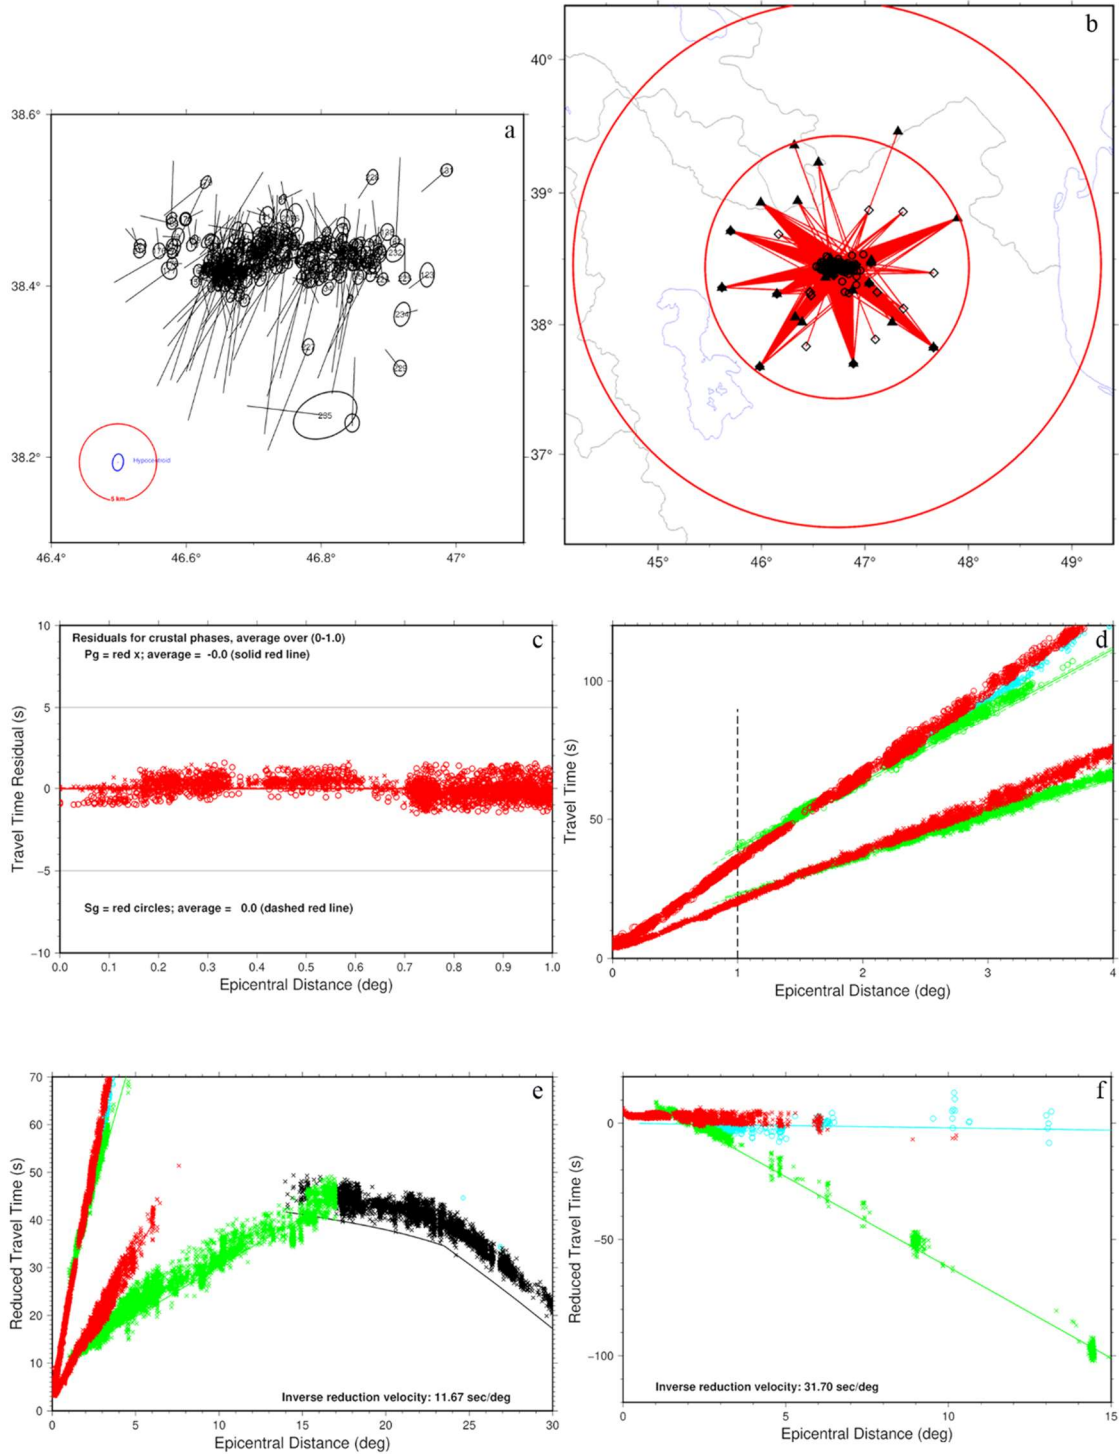 a
38.6°
38.4°
38.2°
46.4°
46.6°
46.8°
47°
131
235
Hypocentroid
5 km
b
40°
39°
38°
37°
45°
46°
47°
48°
49°
c
Residuals for crustal phases, average over (0-1.0)
Pg = red x; average = -0.0 (solid red line)
Sg = red circles; average = 0.0 (dashed red line)
Travel Time Residual (s)
10
5
0
−5
−10
0.0 0.1 0.2 0.3 0.4 0.5 0.6 0.7 0.8 0.9 1.0
Epicentral Distance (deg)
d
Travel Time (s)
100
50
0
0 1 2 3 4
Epicentral Distance (deg)
e
Reduced Travel Time (s)
70
60
50
40
30
20
10
0
Inverse reduction velocity: 11.67 sec/deg
0 5 10 15 20 25 30
Epicentral Distance (deg)
f
Reduced Travel Time (s)
0
−50
−100
Inverse reduction velocity: 31.70 sec/deg
0 5 10 15
Epicentral Distance (deg)